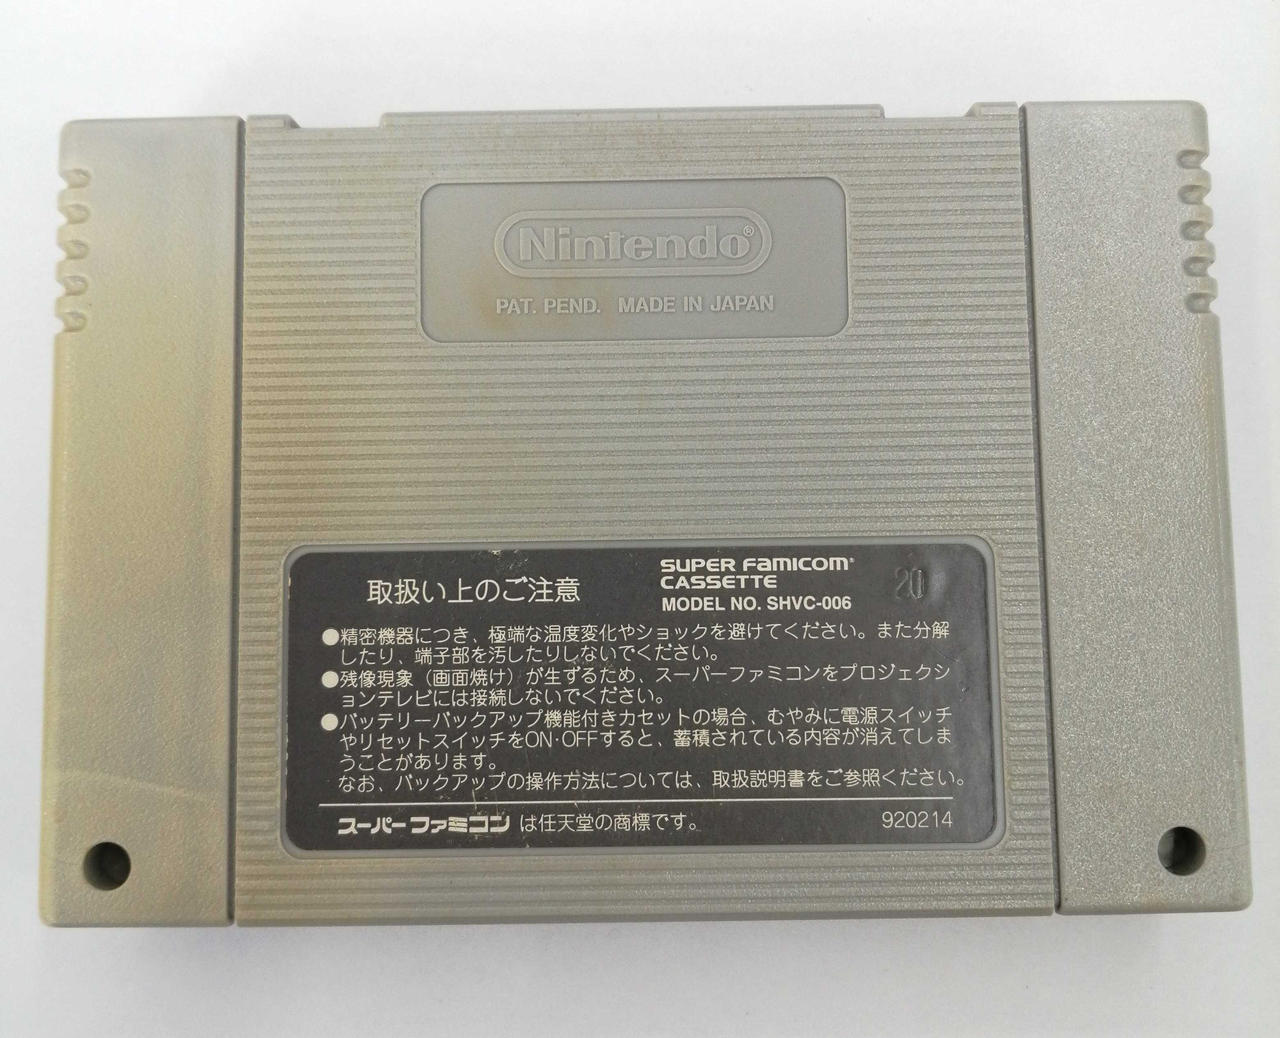 Nintendo®
PAT. PEND. MADE IN JAPAN
取扱い上のご注意
SUPER FAMICOM®
CASSETTE
MODEL NO. SHVC-006
20
●精密機器につき、極端な温度変化やショックを避けてください。また分解
したり、端子部を汚したりしないでください。
●残像現象（画面焼け）が生ずるため、スーパーファミコンをプロジェクシ
ョンテレビには接続しないでください。
●バッテリーバックアップ機能付きカセットの場合、むやみに電源スイッチ
やリセットスイッチをON·OFFすると、蓄積されている内容が消えてしま
うことがあります。
なお、バックアップの操作方法については、取扱説明書をご参照ください。
スーパーファミコン は任天堂の商標です。
920214